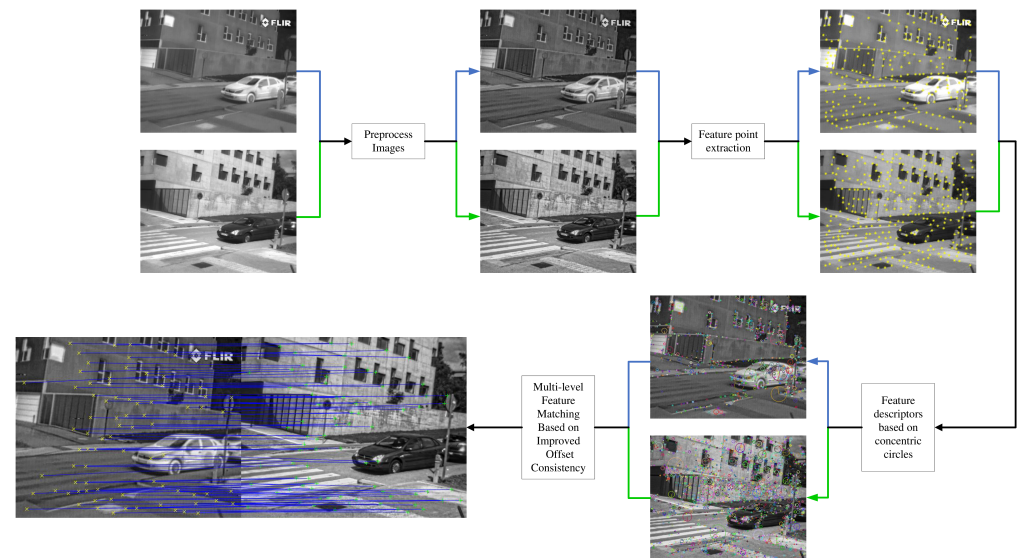 FLIR
FLIR
FLIR
Preprocess
Images
Feature point
extraction
FLIR
FLIR
Multi-level
Feature
Matching
Based on
Improved
Offset
Consistency
Feature
descriptors
based on
concentric
circles